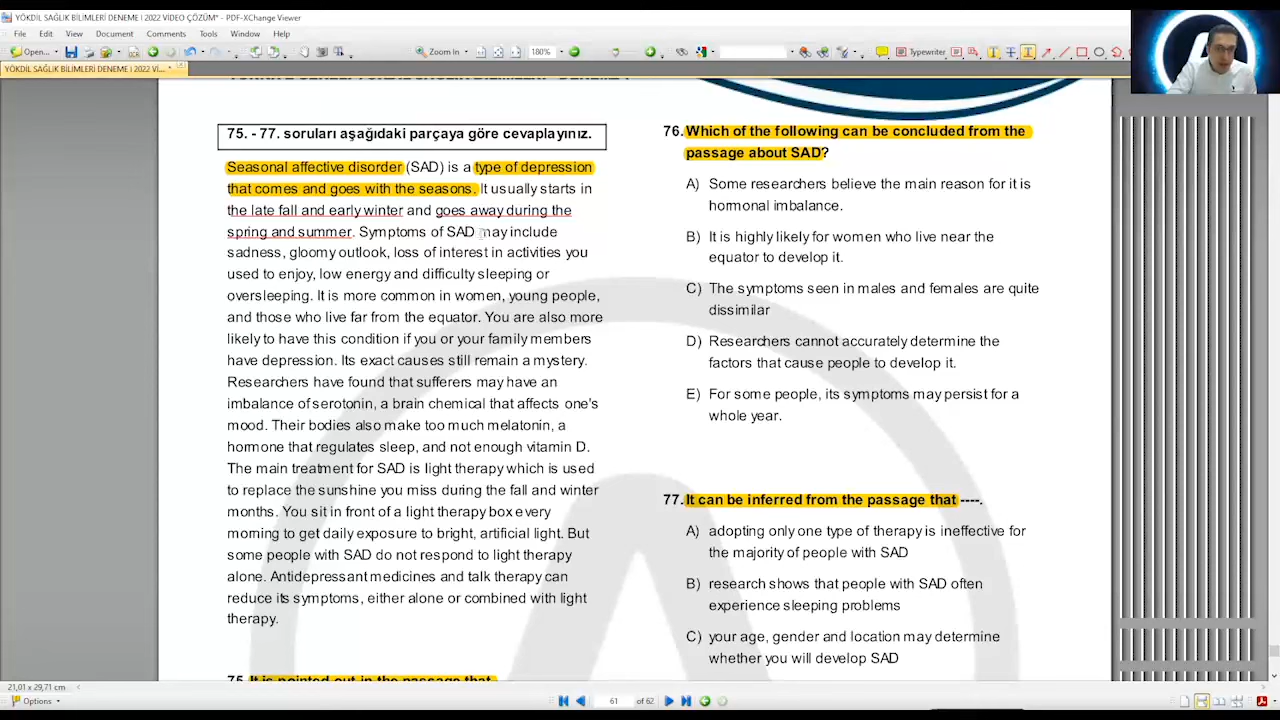 YÖKDİL SAĞLIK BİLİMLERİ DENEME I 2022 VİDEO ÇÖZÜM* - PDF-XChange Viewer
File Edit View Document Comments Tools Window Help
Open... Zoom In 180% Typewriter
YÖKDİL SAĞLIK BİLİMLERİ DENEME I 2022 Vİ... *
75. - 77. soruları aşağıdaki parçaya göre cevaplayınız.
Seasonal affective disorder (SAD) is a type of depression
that comes and goes with the seasons. It usually starts in
the late fall and early winter and goes away during the
spring and summer. Symptoms of SAD may include
sadness, gloomy outlook, loss of interest in activities you
used to enjoy, low energy and difficulty sleeping or
oversleeping. It is more common in women, young people,
and those who live far from the equator. You are also more
likely to have this condition if you or your family members
have depression. Its exact causes still remain a mystery.
Researchers have found that sufferers may have an
imbalance of serotonin, a brain chemical that affects one's
mood. Their bodies also make too much melatonin, a
hormone that regulates sleep, and not enough vitamin D.
The main treatment for SAD is light therapy which is used
to replace the sunshine you miss during the fall and winter
months. You sit in front of a light therapy box every
morning to get daily exposure to bright, artificial light. But
some people with SAD do not respond to light therapy
alone. Antidepressant medicines and talk therapy can
reduce its symptoms, either alone or combined with light
therapy.
75. It is pointed out in the passage that
76. Which of the following can be concluded from the
passage about SAD?
A) Some researchers believe the main reason for it is
hormonal imbalance.
B) It is highly likely for women who live near the
equator to develop it.
C) The symptoms seen in males and females are quite
dissimilar
D) Researchers cannot accurately determine the
factors that cause people to develop it.
E) For some people, its symptoms may persist for a
whole year.
77. It can be inferred from the passage that ----.
A) adopting only one type of therapy is ineffective for
the majority of people with SAD
B) research shows that people with SAD often
experience sleeping problems
C) your age, gender and location may determine
whether you will develop SAD
21,01 x 29,71 cm
Options 61 of 62